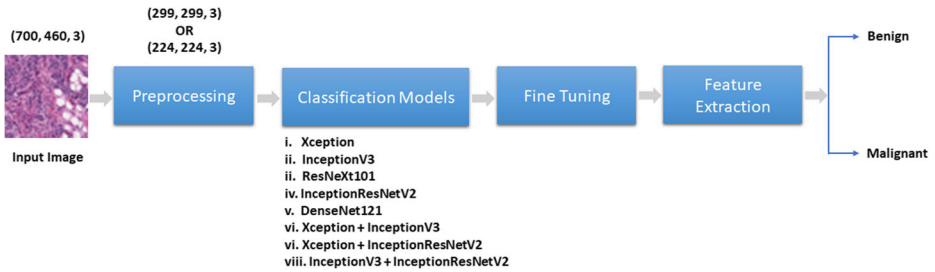 (700, 460, 3)
Input Image
(299, 299, 3)
OR
(224, 224, 3)
Preprocessing
Classification Models
i. Xception
ii. InceptionV3
ii. ResNeXt101
iv. InceptionResNetV2
v. DenseNet121
vi. Xception + InceptionV3
vi. Xception + InceptionResNetV2
viii. InceptionV3 + InceptionResNetV2
Fine Tuning
Feature
Extraction
Benign
Malignant